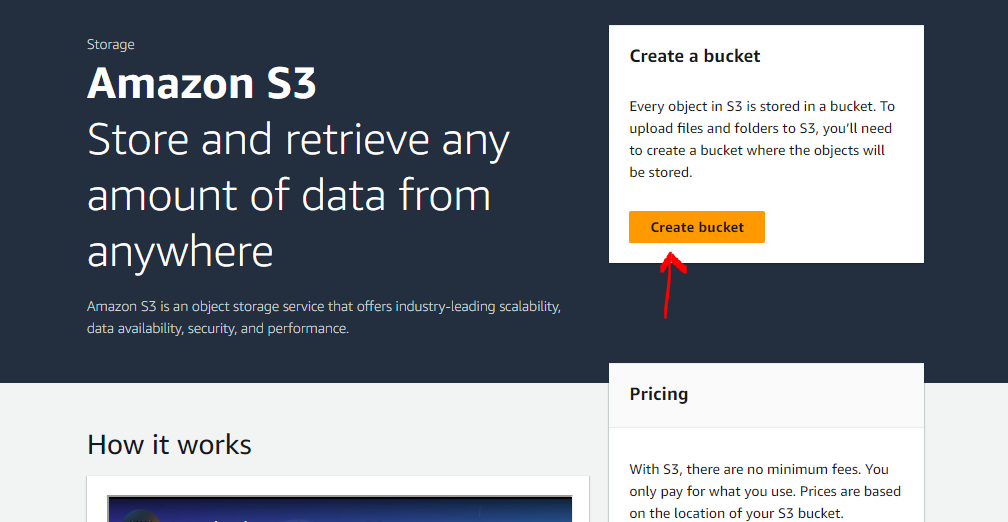 Storage
Amazon S3
Store and retrieve any
amount of data from
anywhere
Amazon S3 is an object storage service that offers industry-leading scalability,
data availability, security, and performance.
Create a bucket
Every object in S3 is stored in a bucket. To
upload files and folders to S3, you’ll need
to create a bucket where the objects will
be stored.
Create bucket
How it works
Pricing
With S3, there are no minimum fees. You
only pay for what you use. Prices are based
on the location of your S3 bucket.